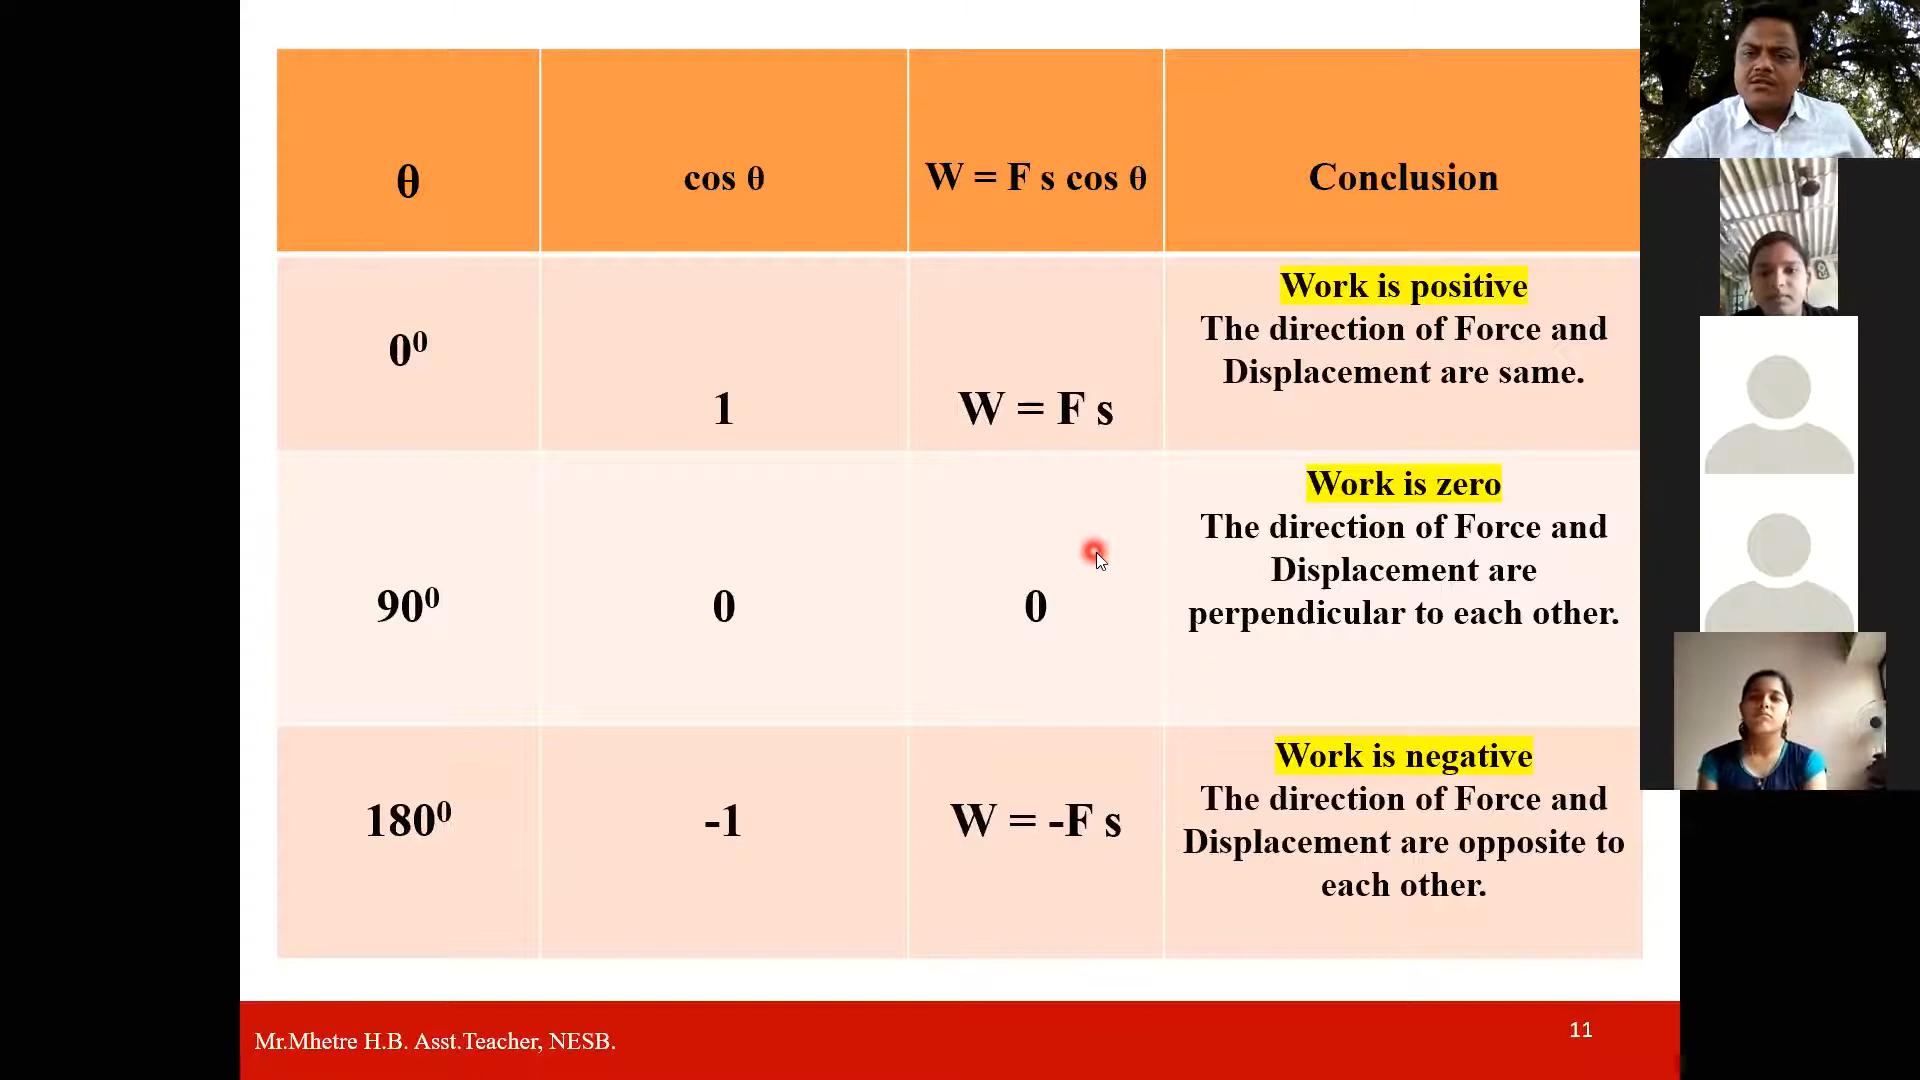 θ
cos θ
W = F s cos θ
Conclusion
0⁰
1
W = F s
Work is positive
The direction of Force and
Displacement are same.
90⁰
0
0
Work is zero
The direction of Force and
Displacement are
perpendicular to each other.
180⁰
-1
W = -F s
Work is negative
The direction of Force and
Displacement are opposite to
each other.
Mr.Mhetre H.B. Asst.Teacher, NESB.
11